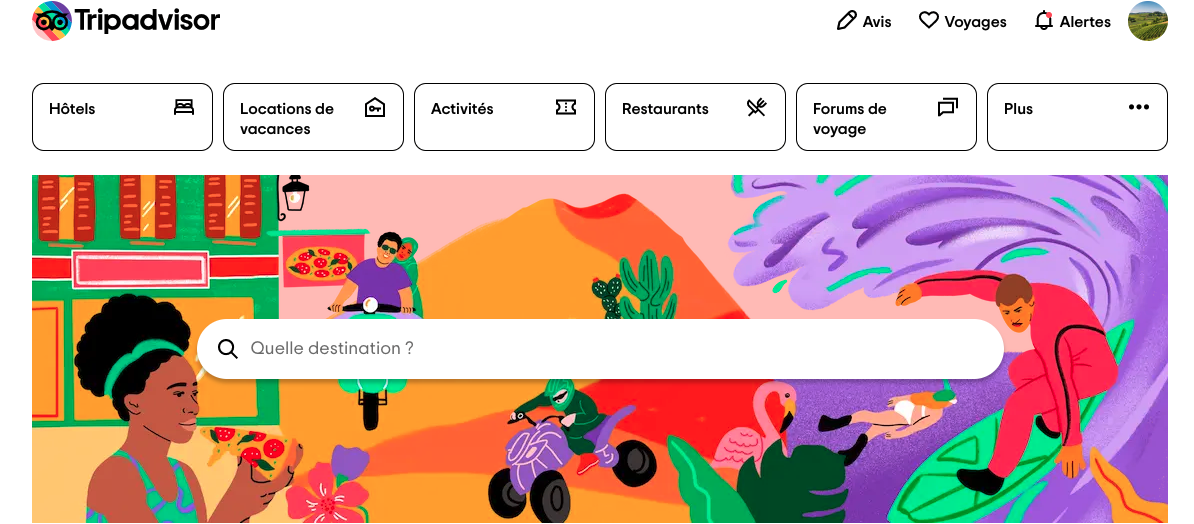 Tripadvisor
Avis
Voyages
Alertes
Hôtels
Locations de
vacances
Activités
Restaurants
Forums de
voyage
Plus
Quelle destination ?